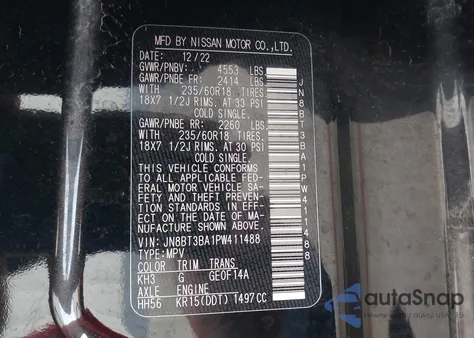 MFD BY NISSAN MOTOR CO.,LTD.
DATE: 12/22
GVWR/PNBV: 4553 LBS.
GAWR/PNBE FR: 2414 LBS.
WITH 235/60R18 TIRES
18X7 1/2J RIMS. AT 33 PSI
COLD SINGLE.
GAWR/PNBE RR: 2260 LBS.
WITH 235/60R18 TIRES
18X7 1/2J RIMS. AT 30 PSI
COLD SINGLE.
THIS VEHICLE CONFORMS
TO ALL APPLICABLE FED-
ERAL MOTOR VEHICLE SAF-
ETY AND THEFT PREVENTION
STANDARDS IN EFF-
ECT ON THE DATE OF MA-
NUFACTURE SHOWN ABOVE.
VIN: JN8BT3BA1PW411488
TYPE: MPV
COLOR TRIM TRANS
KH3 G GE0F14A
AXLE ENGINE
HH56 KR15(DDT) 1497CC
JN8BT3BA1PW411488
autoSnap